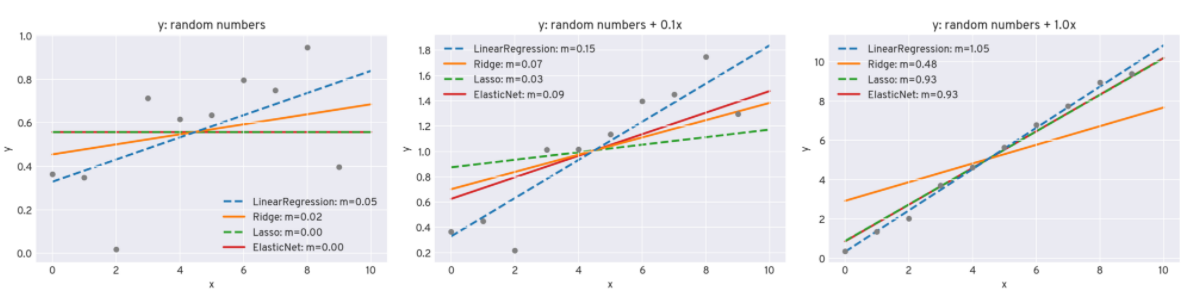 y: random numbers
1.0
0.8
0.6
0.4
0.2
0.0
y
LinearRegression: m=0.05
Ridge: m=0.02
Lasso: m=0.00
ElasticNet: m=0.00
0 2 4 6 8 10
x
y: random numbers + 0.1x
1.8
1.6
1.4
1.2
1.0
0.8
0.6
0.4
0.2
y
LinearRegression: m=0.15
Ridge: m=0.07
Lasso: m=0.03
ElasticNet: m=0.09
0 2 4 6 8 10
x
y: random numbers + 1.0x
10
8
6
4
2
0
y
LinearRegression: m=1.05
Ridge: m=0.48
Lasso: m=0.93
ElasticNet: m=0.93
0 2 4 6 8 10
x